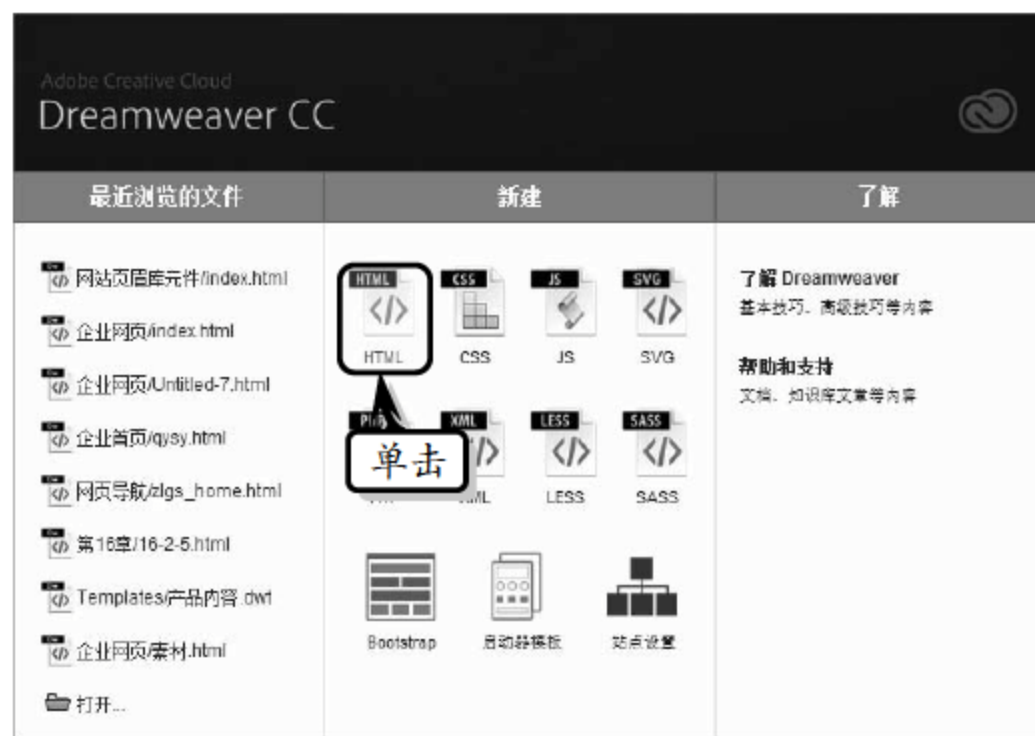 Adobe Creative Cloud
Dreamweaver CC
最近浏览的文件
新建
了解
网站页眉库元件/index.html
企业网页/index.html
企业网页/Untitled-7.html
企业首页/qysy.html
网页导航/zlgs_home.html
第16章/16-2-5.html
Templates/产品内容.dwt
企业网页/素材.html
打开...
HTML CSS JS SVG
HTML CSS JS SVG
XML LESS SASS
单击
LESS SASS
Bootstrap 启动器模板 站点设置
了解 Dreamweaver
基本技巧、高级技巧等内容
帮助和支持
文档、知识库文章等内容